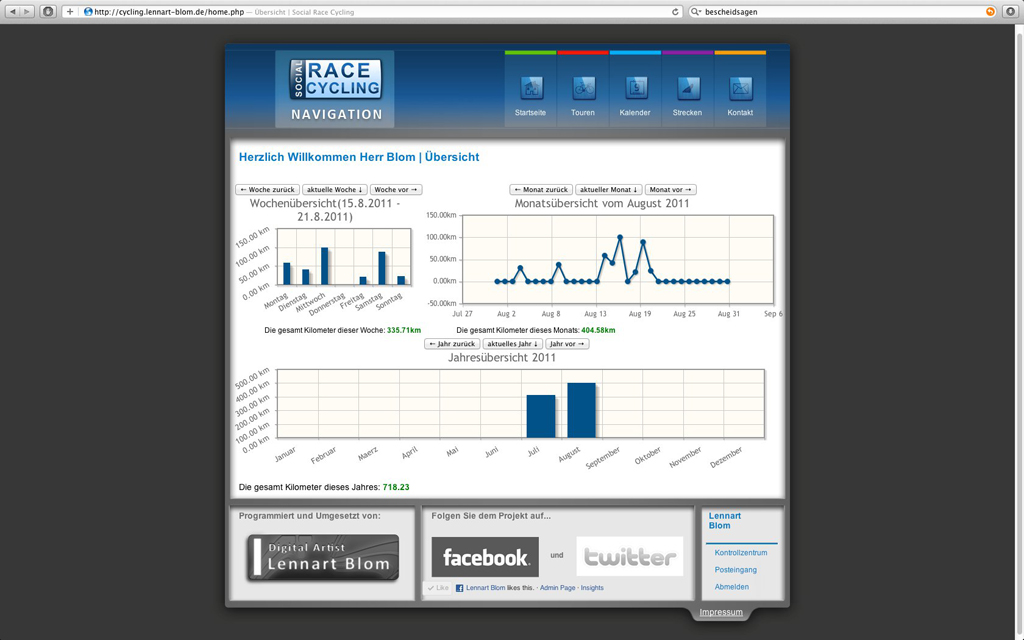 http://cycling.lennart-blom.de/home.php — Übersicht | Social Race Cycling
bescheidsagen
SOCIAL RACE CYCLING
NAVIGATION
Startseite Touren Kalender Strecken Kontakt
Herzlich Willkommen Herr Blom | Übersicht
← Woche zurück aktuelle Woche ↓ Woche vor →
Wochenübersicht(15.8.2011 -
21.8.2011)
150.00 km
100.00 km
50.00 km
0.00 km
Montag Dienstag Mittwoch Donnerstag Freitag Samstag Sonntag
Die gesamt Kilometer dieser Woche: 335.71km
← Monat zurück aktueller Monat ↓ Monat vor →
Monatsübersicht vom August 2011
150.00km
100.00km
50.00km
0.00km
-50.00km
Jul 27 Aug 2 Aug 8 Aug 13 Aug 19 Aug 25 Aug 31 Sep 6
Die gesamt Kilometer dieses Monats: 404.58km
← Jahr zurück aktuelles Jahr ↓ Jahr vor →
Jahresübersicht 2011
500.00 km
400.00 km
300.00 km
200.00 km
100.00 km
0.00 km
Januar Februar Maerz April Mai Juni Juli August September Oktober November Dezember
Die gesamt Kilometer dieses Jahres: 718.23
Programmiert und Umgesetzt von:
Digital Artist
Lennart Blom
Folgen Sie dem Projekt auf...
facebook. und twitter
Like Lennart Blom likes this. · Admin Page · Insights
Lennart
Blom
Kontrollzentrum
Posteingang
Abmelden
Impressum